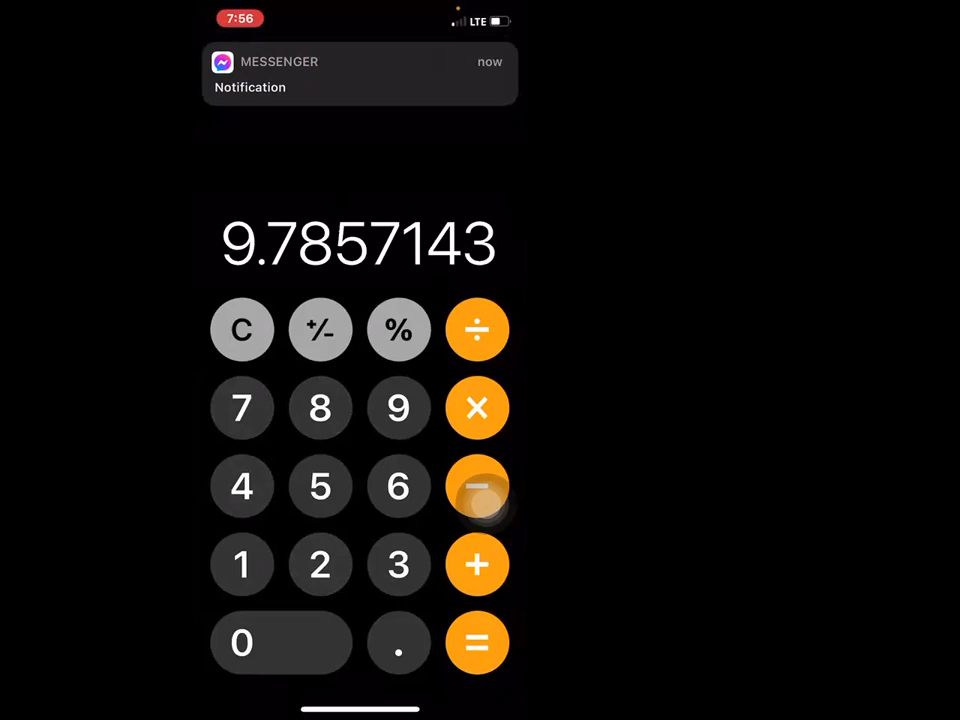 7:56 LTE
MESSENGER now
Notification
9.7857143
C +/- % ÷
7 8 9 ×
4 5 6 −
1 2 3 +
0 . =